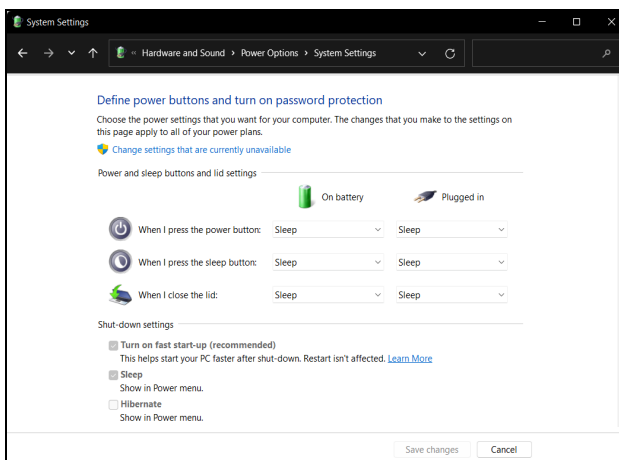 System Settings
« Hardware and Sound › Power Options › System Settings
Define power buttons and turn on password protection
Choose the power settings that you want for your computer. The changes that you make to the settings on
this page apply to all of your power plans.
Change settings that are currently unavailable
Power and sleep buttons and lid settings
On battery Plugged in
When I press the power button: Sleep Sleep
When I press the sleep button: Sleep Sleep
When I close the lid: Sleep Sleep
Shut-down settings
Turn on fast start-up (recommended)
This helps start your PC faster after shut-down. Restart isn't affected. Learn More
Sleep
Show in Power menu.
Hibernate
Show in Power menu.
Save changes Cancel